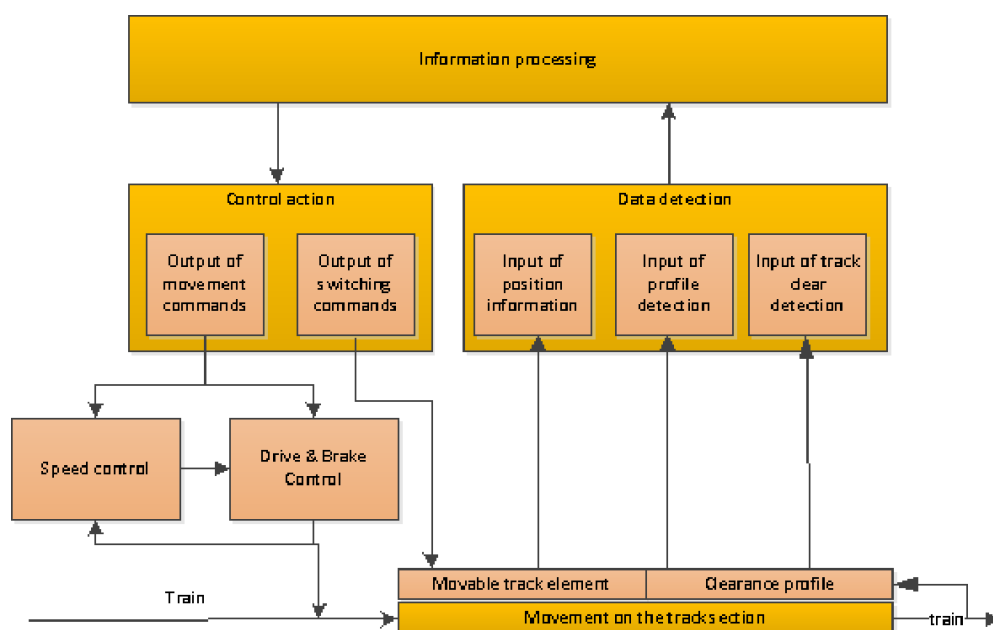 Information processing
Control action
Data detection
Output of
movement
commands
Output of
switching
commands
Input of
position
information
Input of
profile
detection
Input of track
clear
detection
Speed control
Drive & Brake
Control
Movable track element
Clearance profile
Train
Movement on the track section
train